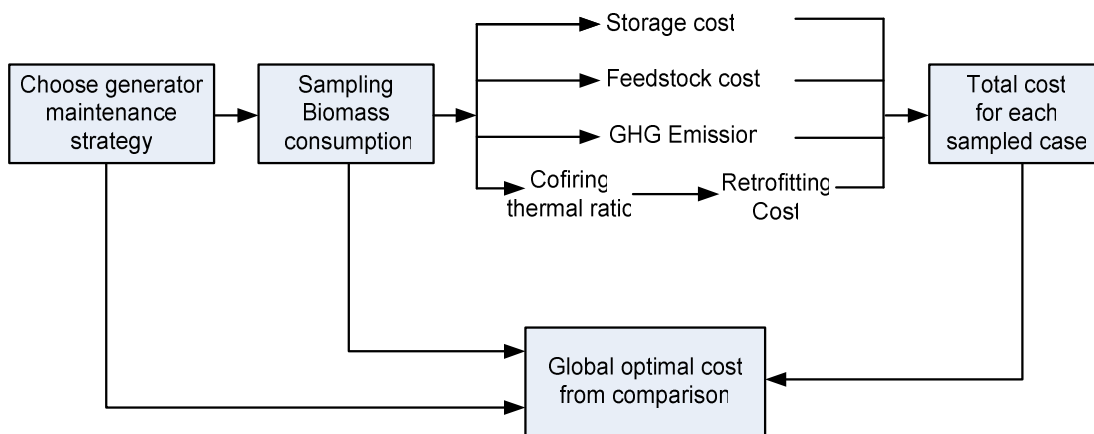 Choose generator
maintenance
strategy
Sampling
Biomass
consumption
Storage cost
Feedstock cost
GHG Emission
Cofiring
thermal ratio
Retrofitting
Cost
Total cost
for each
sampled case
Global optimal cost
from comparison